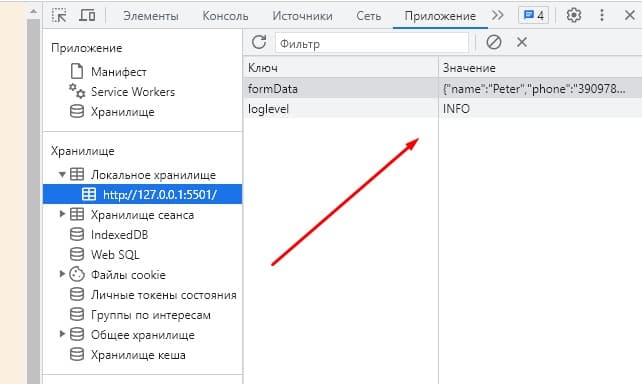 Элементы Консоль Источники Сеть Приложение 4
Приложение
Манифест
Service Workers
Хранилище
Хранилище
Локальное хранилище
http://127.0.0.1:5501/
Хранилище сеанса
IndexedDB
Web SQL
Файлы cookie
Личные токены состояния
Группы по интересам
Общее хранилище
Хранилище кеша
Фильтр
Ключ Значение
formData {"name":"Peter","phone":"390978...
loglevel INFO